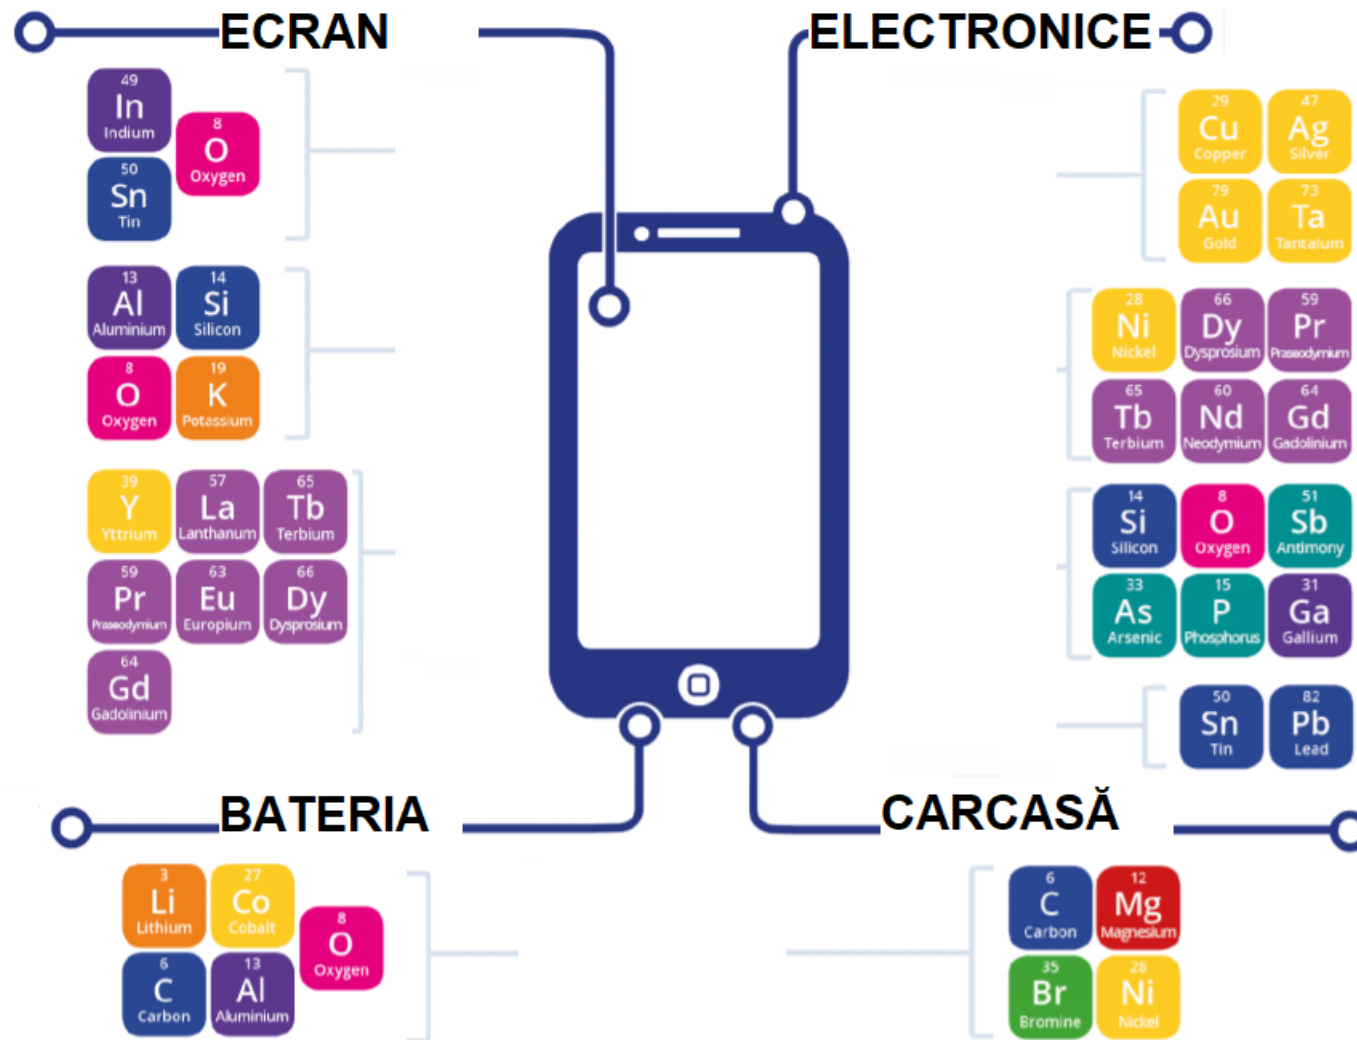 ECRAN
49
In
Indium
8
O
Oxygen
50
Sn
Tin
13
Al
Aluminium
14
Si
Silicon
8
O
Oxygen
19
K
Potassium
39
Y
Yttrium
57
La
Lanthanum
65
Tb
Terbium
59
Pr
Praseodymium
63
Eu
Europium
66
Dy
Dysprosium
64
Gd
Gadolinium
ELECTRONICE
29
Cu
Copper
47
Ag
Silver
79
Au
Gold
73
Ta
Tantalum
28
Ni
Nickel
66
Dy
Dysprosium
59
Pr
Praseodymium
65
Tb
Terbium
60
Nd
Neodymium
64
Gd
Gadolinium
14
Si
Silicon
8
O
Oxygen
51
Sb
Antimony
33
As
Arsenic
15
P
Phosphorus
31
Ga
Gallium
50
Sn
Tin
82
Pb
Lead
BATERIA
3
Li
Lithium
27
Co
Cobalt
8
O
Oxygen
6
C
Carbon
13
Al
Aluminium
CARCASĂ
6
C
Carbon
12
Mg
Magnesium
35
Br
Bromine
28
Ni
Nickel